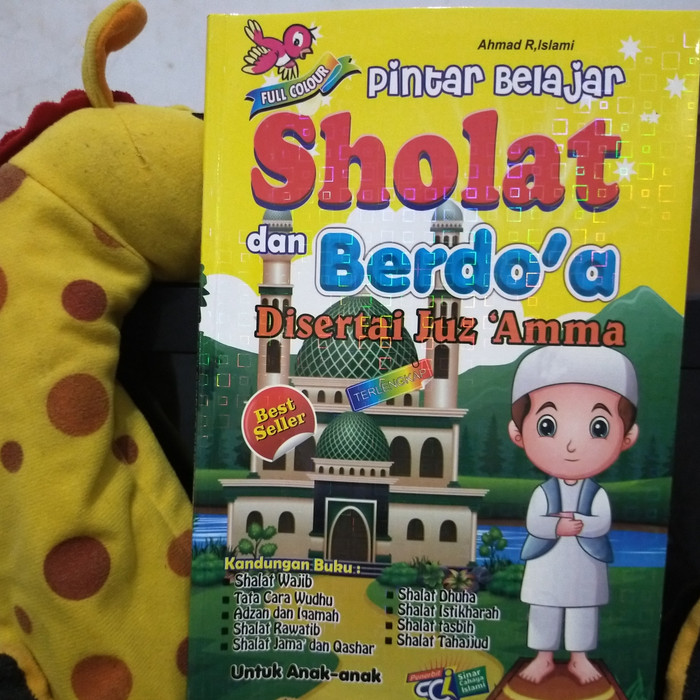 Ahmad R,Islami
FULL COLOUR
Pintar Belajar
Sholat
dan Berdo'a
Disertai Juz 'Amma
TERLENGKAP
Best
Seller
Kandungan Buku :
Shalat Wajib
Tata Cara Wudhu
Adzan dan Iqamah
Shalat Rawatib
Shalat Jama' dan Qashar
Shalat Dhuha
Shalat Istikharah
Shalat Tasbih
Shalat Tahajjud
Untuk Anak-anak
Penerbit
CCI
Sinar
Cahaya
Islami